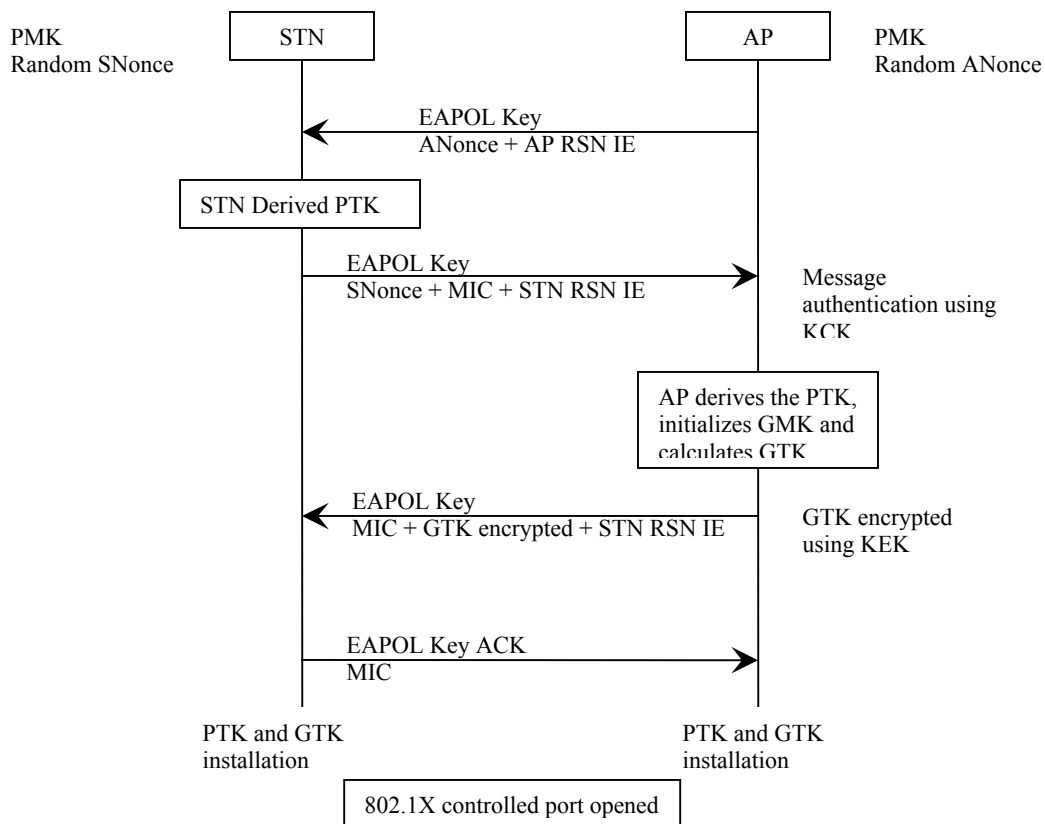 PMK
Random SNonce
STN
AP
PMK
Random ANonce
EAPOL Key
ANonce + AP RSN IE
STN Derived PTK
EAPOL Key
SNonce + MIC + STN RSN IE
Message
authentication using
KCK
AP derives the PTK,
initializes GMK and
calculates GTK
EAPOL Key
MIC + GTK encrypted + STN RSN IE
GTK encrypted
using KEK
EAPOL Key ACK
MIC
PTK and GTK
installation
PTK and GTK
installation
802.1X controlled port opened